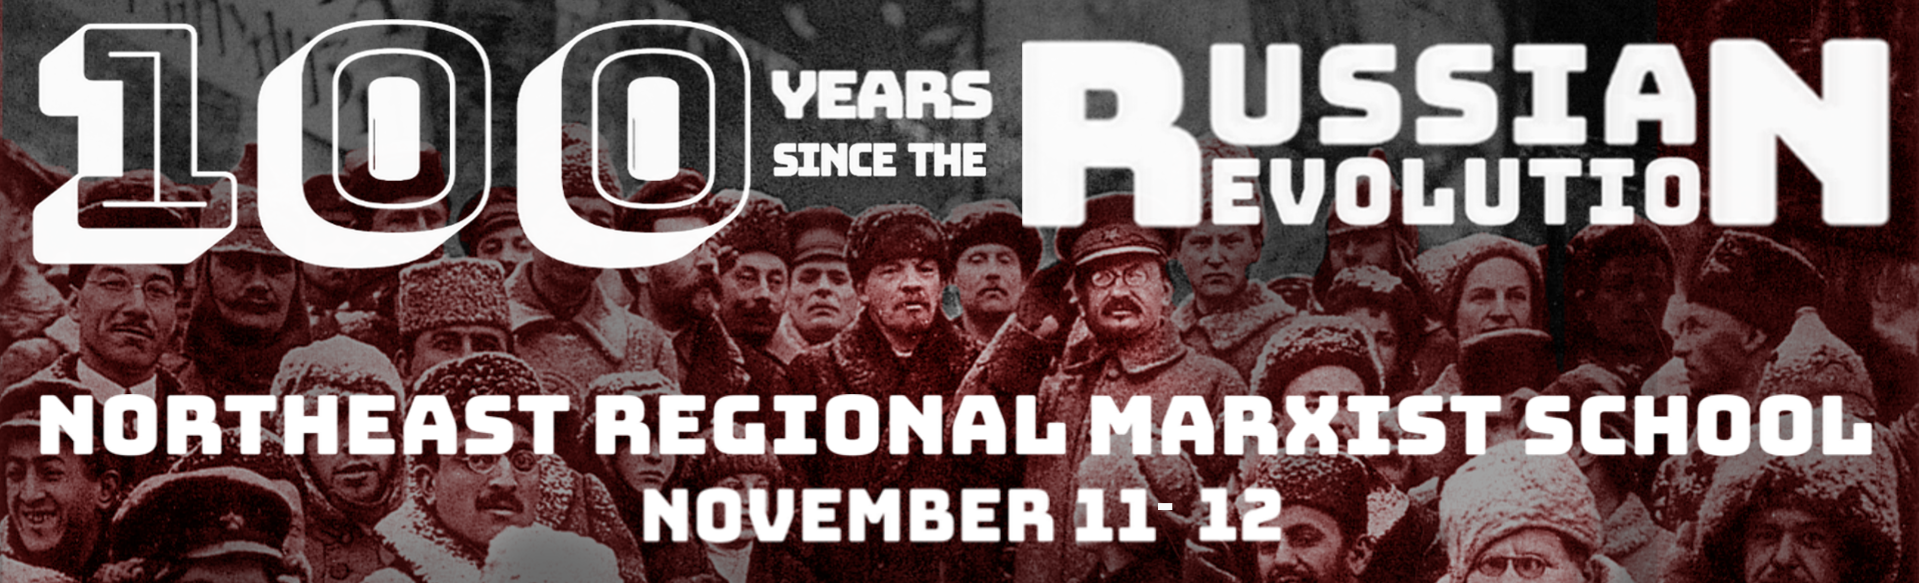 100 YEARS SINCE THE RUSSIAN REVOLUTION
NORTHEAST REGIONAL MARXIST SCHOOL
NOVEMBER 11- 12